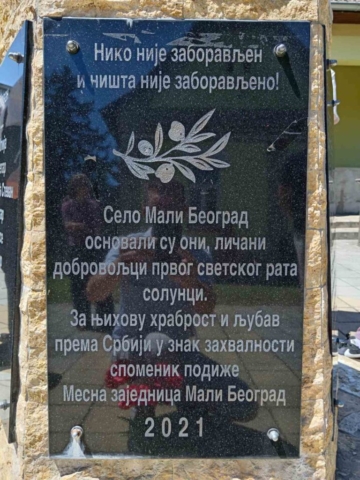 Нико није заборављен
и ништа није заборављено!
Село Мали Београд
основали су они, личани
добровољци првог светског рата
солунци.
За њихову храброст и љубав
према Србији у знак захвалности
споменик подиже
Месна заједница Мали Београд
2021